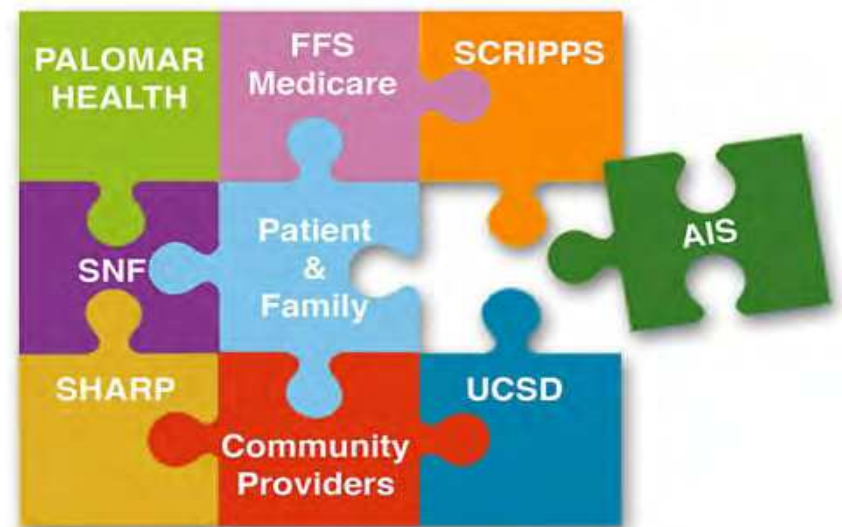 PALOMAR
HEALTH
FFS
Medicare
SCRIPPS
SNF
Patient
&
Family
AIS
SHARP
Community
Providers
UCSD